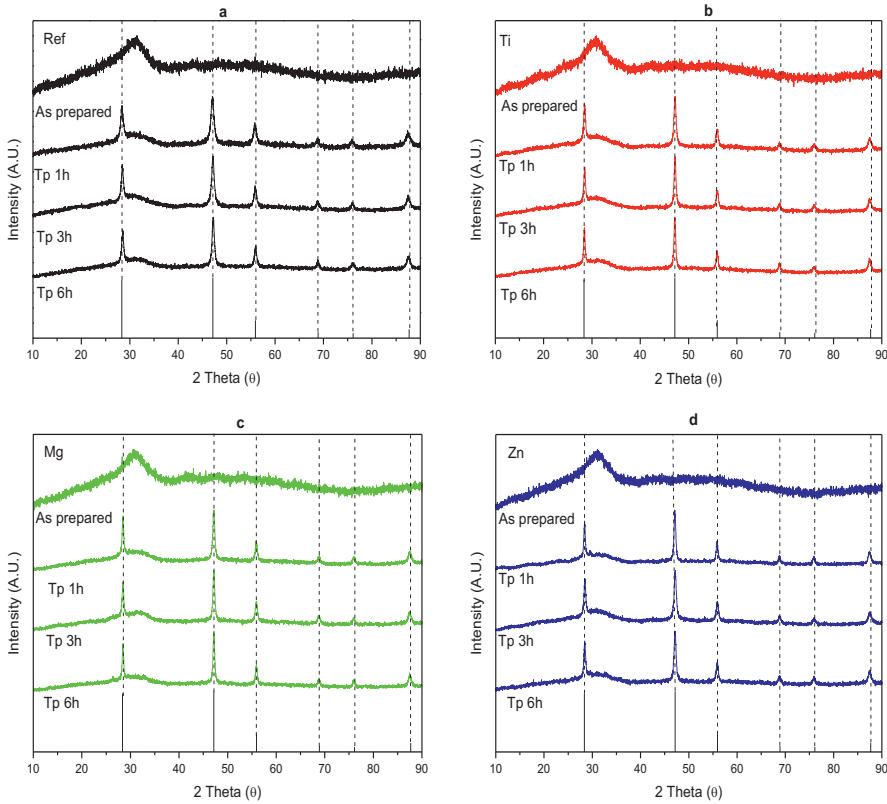 a
Ref
As prepared
Tp 1h
Tp 3h
Tp 6h
Intensity (A.U.)
10 20 30 40 50 60 70 80 90
2 Theta (θ)
b
Ti
As prepared
Tp 1h
Tp 3h
Tp 6h
Intensity (A.U.)
10 20 30 40 50 60 70 80 90
2 Theta (θ)
c
Mg
As prepared
Tp 1h
Tp 3h
Tp 6h
Intensity (A.U.)
10 20 30 40 50 60 70 80 90
2 Theta (θ)
d
Zn
As prepared
Tp 1h
Tp 3h
Tp 6h
Intensity (A.U.)
10 20 30 40 50 60 70 80 90
2 Theta (θ)